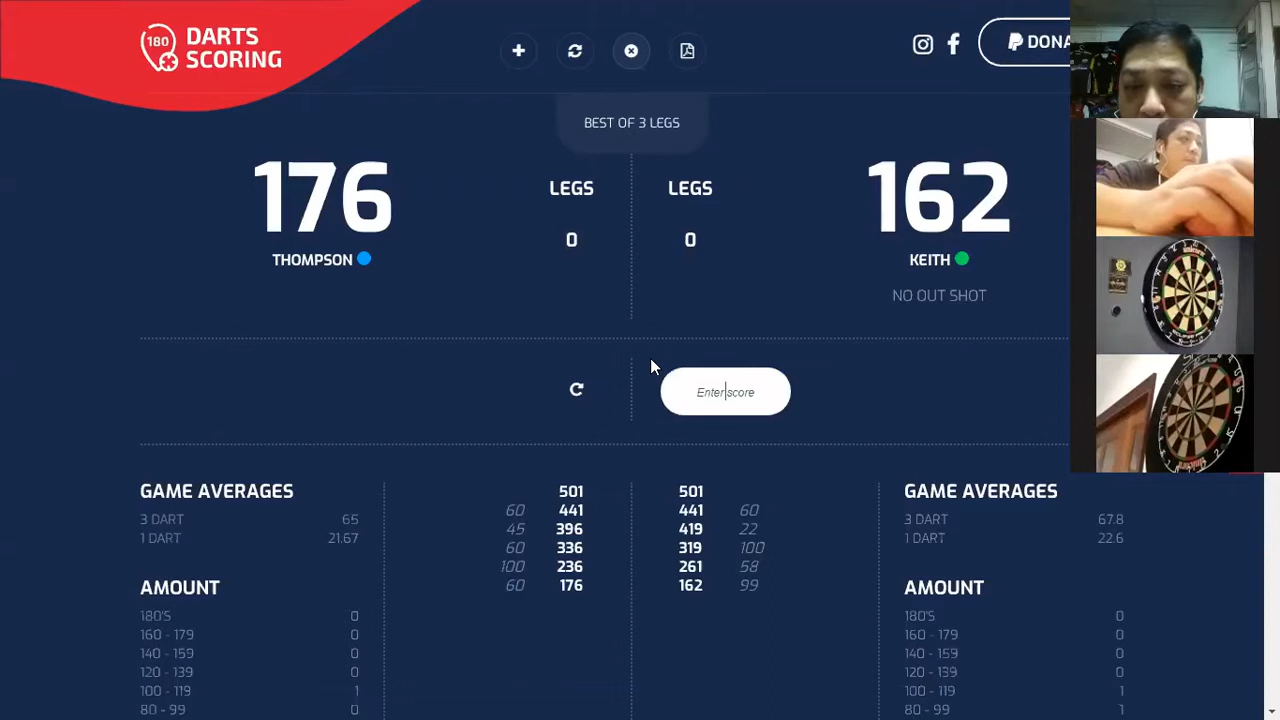 180 DARTS SCORING
DONA
BEST OF 3 LEGS
176
THOMPSON
LEGS
0
LEGS
0
162
KEITH
NO OUT SHOT
Enter score
GAME AVERAGES
3 DART 65
1 DART 21.67
AMOUNT
180'S 0
160 - 179 0
140 - 159 0
120 - 139 0
100 - 119 1
80 - 99 0
501
60 441
45 396
60 336
100 236
60 176
501
441 60
419 22
319 100
261 58
162 99
GAME AVERAGES
3 DART 67.8
1 DART 22.6
AMOUNT
180'S 0
160 - 179 0
140 - 159 0
120 - 139 0
100 - 119 1
80 - 99 1